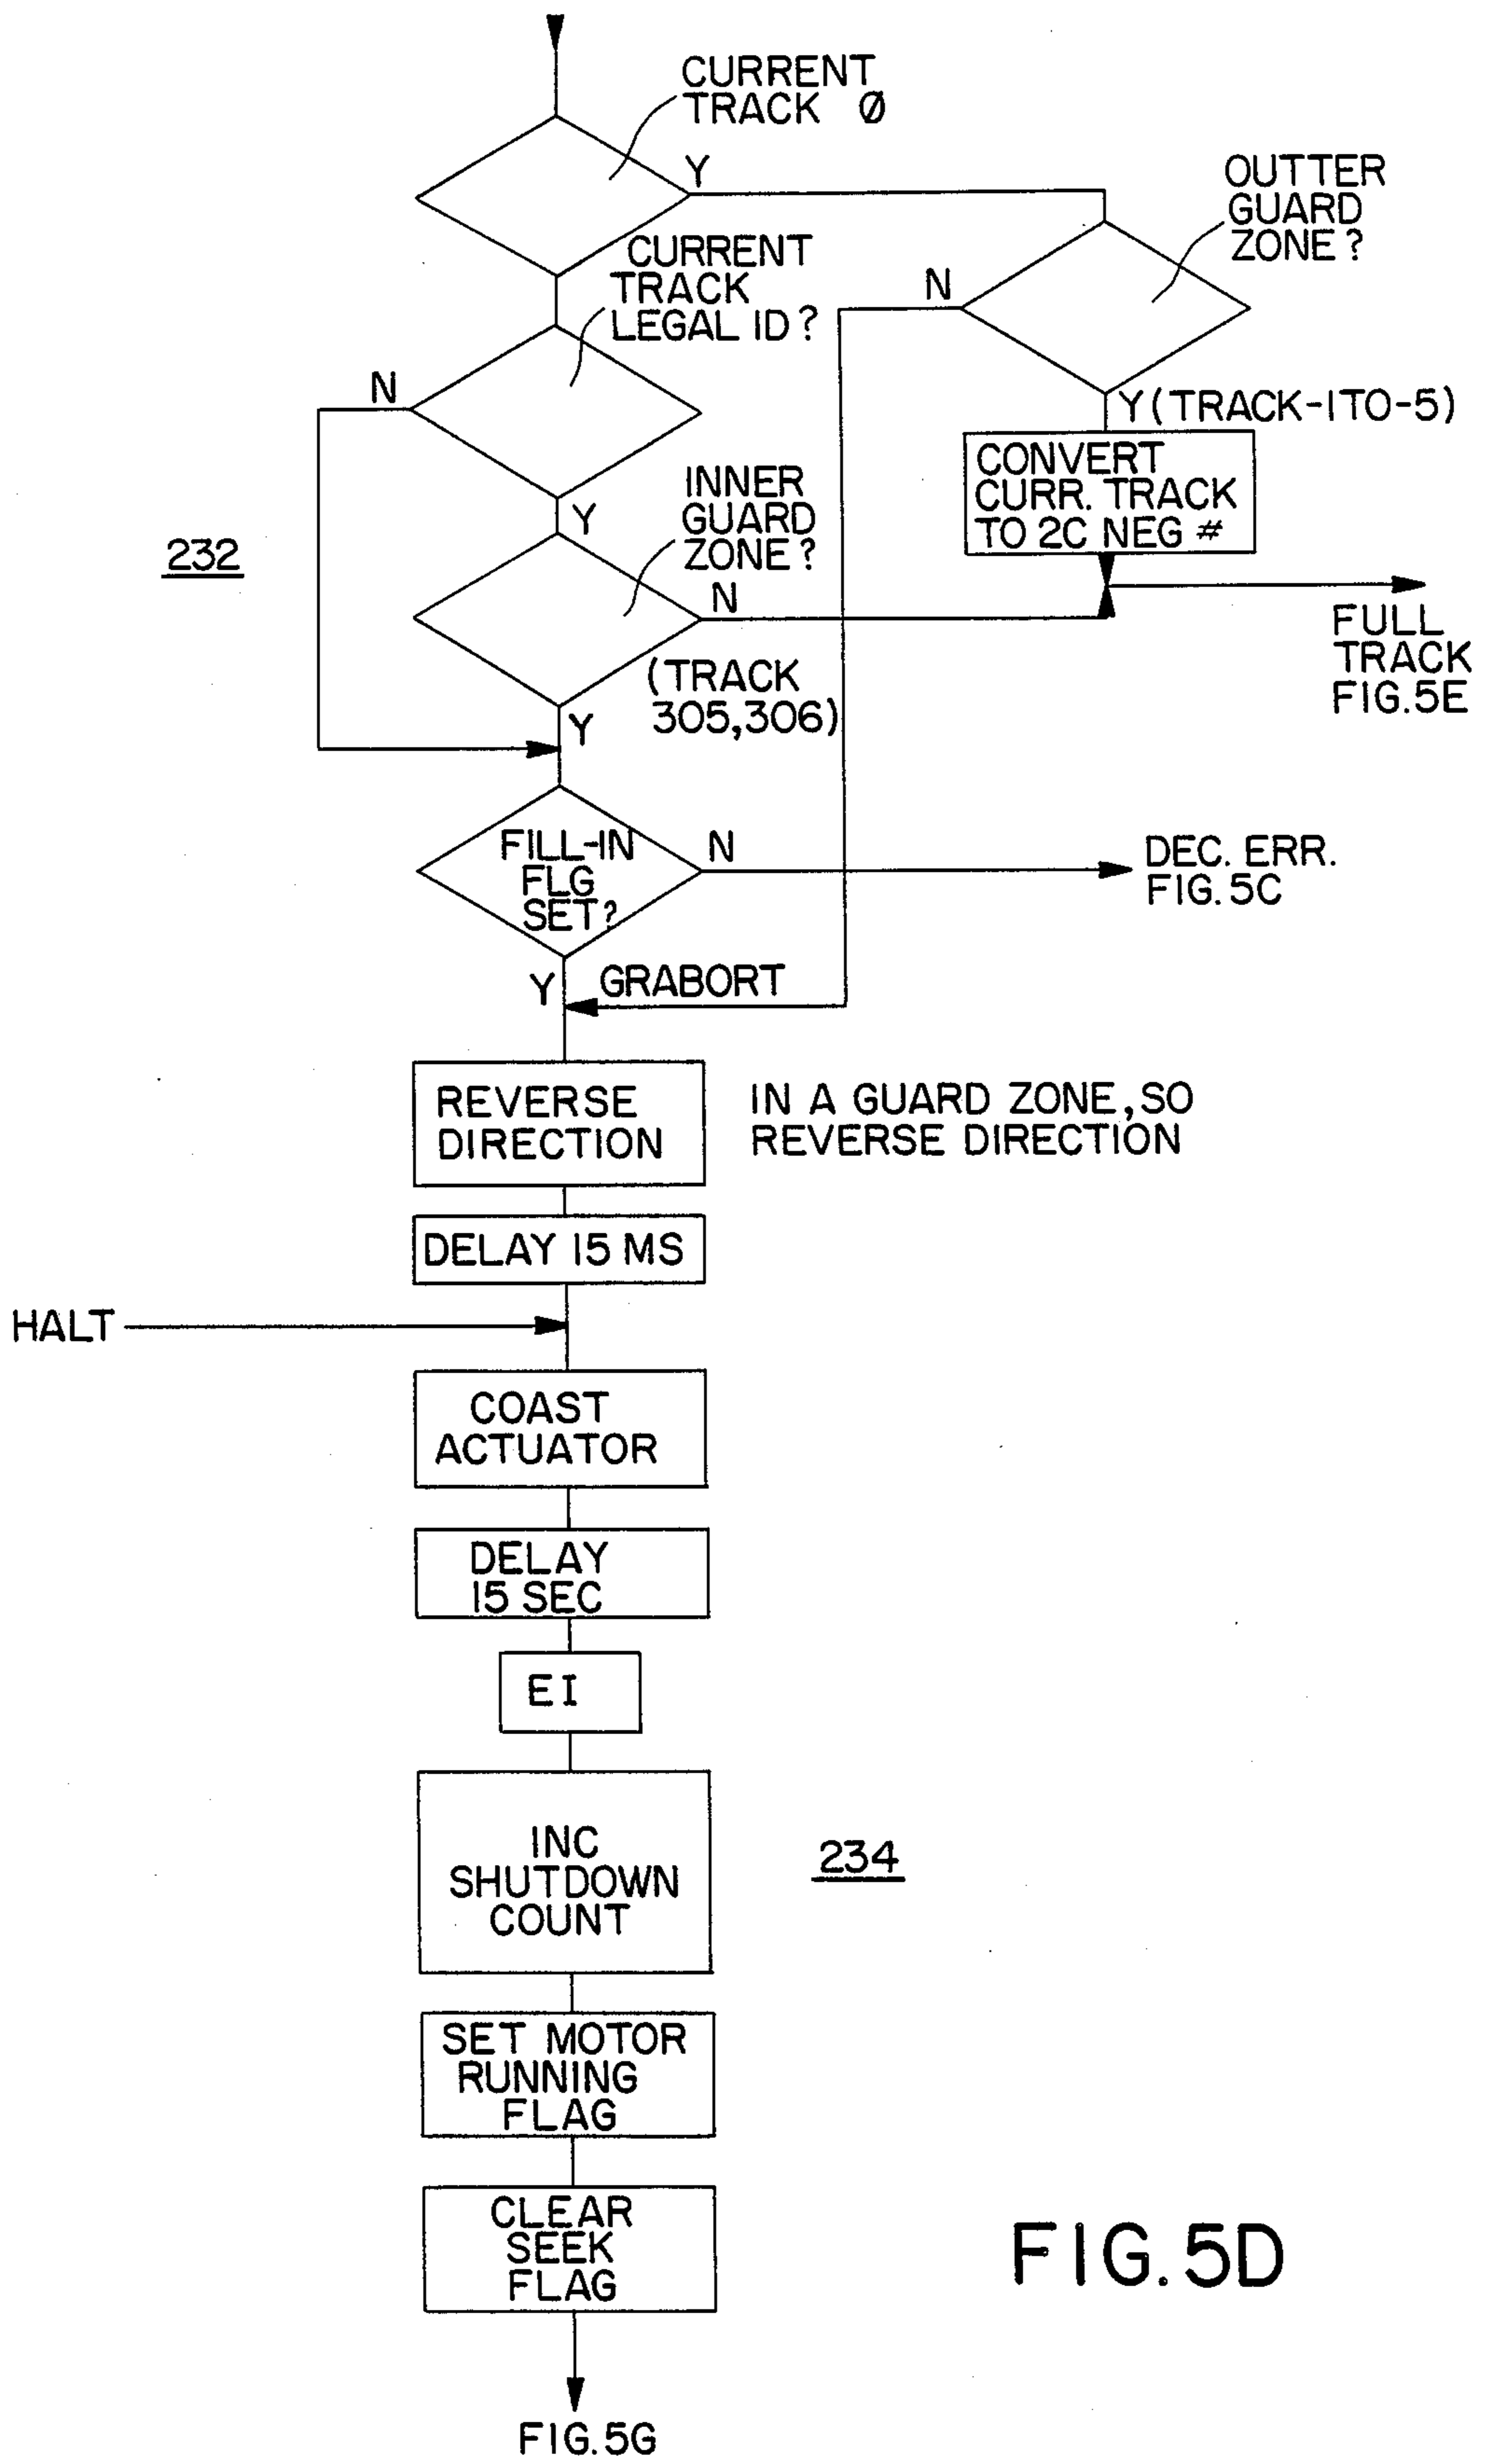 CURRENT
TRACK Ø
Y
OUTTER
GUARD
ZONE?
N
CURRENT
TRACK
LEGAL ID?
N
Y(TRACK-1TO-5)
CONVERT
CURR. TRACK
TO 2C NEG #
Y
INNER
GUARD
ZONE?
232
N
FULL
TRACK
FIG.5E
(TRACK
305,306)
Y
FILL-IN
FLG
SET?
N
DEC. ERR.
FIG.5C
Y
GRABORT
REVERSE
DIRECTION
IN A GUARD ZONE,SO
REVERSE DIRECTION
DELAY 15 MS
HALT
COAST
ACTUATOR
DELAY
15 SEC
EI
INC
SHUTDOWN
COUNT
234
SET MOTOR
RUNNING
FLAG
CLEAR
SEEK
FLAG
FIG.5D
FIG.5G